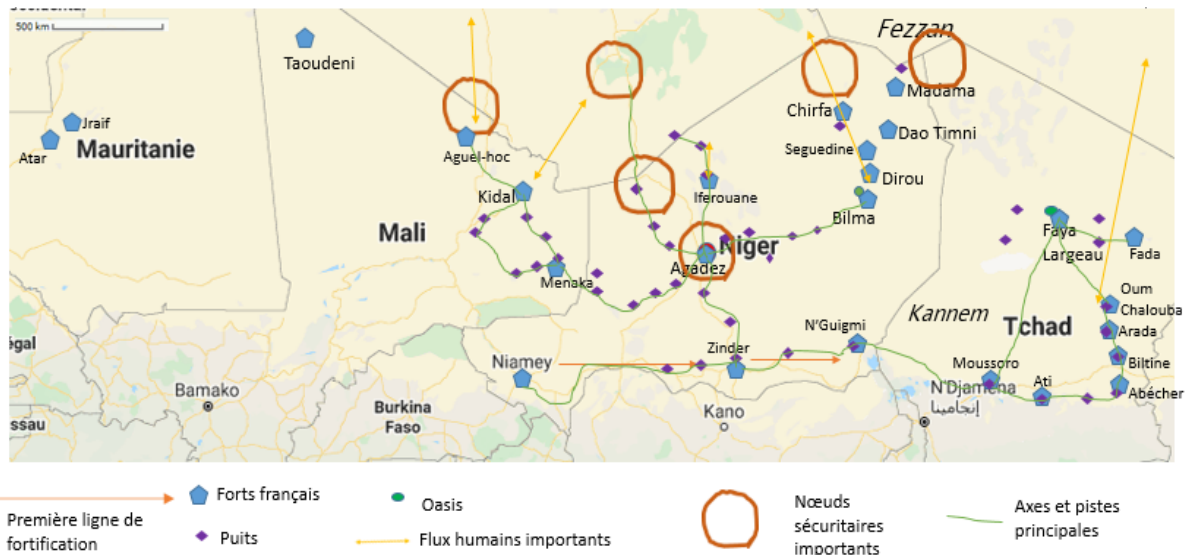 500 km
Fezzan
Taoudeni
Madama
Chirfa
Jraif
Dao Timni
Atar
Mauritanie
Aguel-hoc
Seguedine
Dirou
Kidal
Iferouane
Bilma
Mali
Niger
Faya
Largeau
Fada
Agadez
Menaka
Oum
Chalouba
Kannem
Tchad
Arada
N'Guigmi
Zinder
Niamey
Biltine
Moussoro
Ati
Abécher
égal
Bamako
N'Djamena
إنجامينا
Burkina
Faso
Kano
ssau
Première ligne de
fortification
Forts français
Puits
Oasis
Flux humains importants
Nœuds
sécuritaires
importants
Axes et pistes
principales